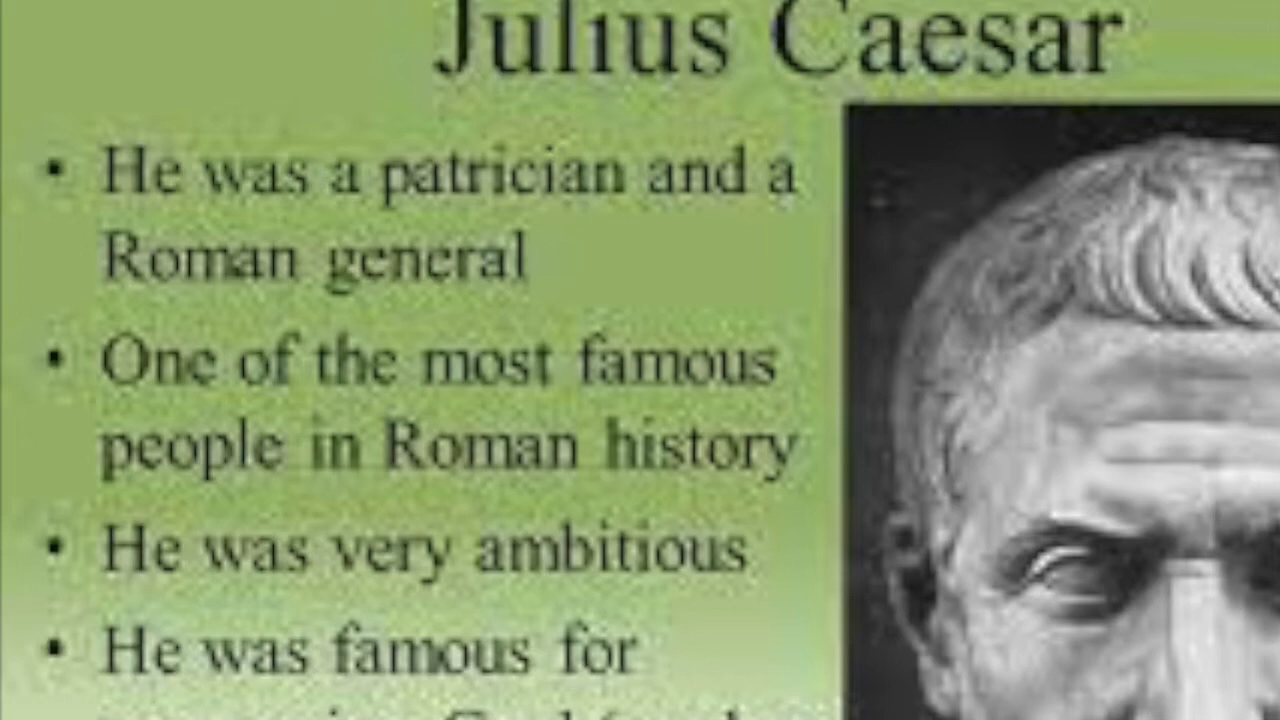 Julius Caesar
• He was a patrician and a
Roman general
• One of the most famous
people in Roman history
• He was very ambitious
• He was famous for